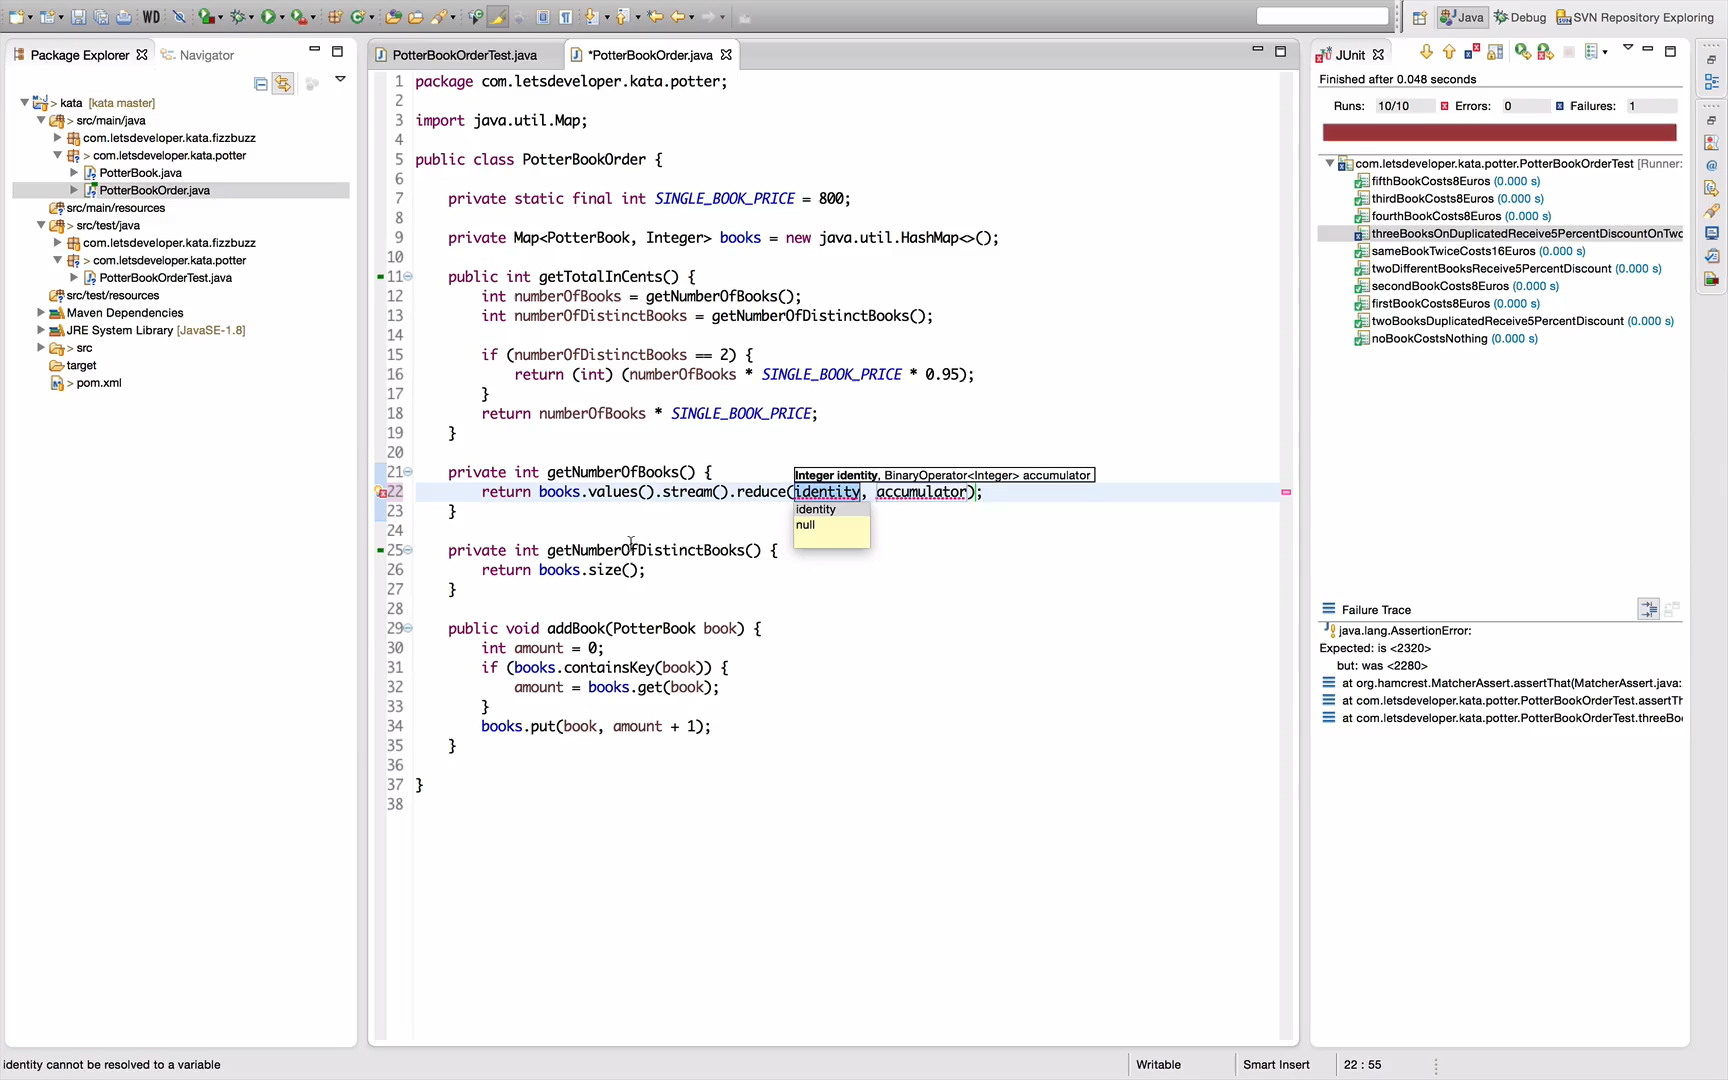 WD
Java
Debug
SVN Repository Exploring
Package Explorer
Navigator
> kata [kata master]
> src/main/java
com.letsdeveloper.kata.fizzbuzz
> com.letsdeveloper.kata.potter
PotterBook.java
PotterBookOrder.java
src/main/resources
> src/test/java
com.letsdeveloper.kata.fizzbuzz
> com.letsdeveloper.kata.potter
PotterBookOrderTest.java
src/test/resources
Maven Dependencies
JRE System Library [JavaSE-1.8]
> src
target
> pom.xml
PotterBookOrderTest.java
*PotterBookOrder.java
1 package com.letsdeveloper.kata.potter;
2
3 import java.util.Map;
4
5 public class PotterBookOrder {
6
7 private static final int SINGLE_BOOK_PRICE = 800;
8
9 private Map<PotterBook, Integer> books = new java.util.HashMap<>();
10
11 public int getTotalInCents() {
12 int numberOfBooks = getNumberOfBooks();
13 int numberOfDistinctBooks = getNumberOfDistinctBooks();
14
15 if (numberOfDistinctBooks == 2) {
16 return (int) (numberOfBooks * SINGLE_BOOK_PRICE * 0.95);
17 }
18 return numberOfBooks * SINGLE_BOOK_PRICE;
19 }
20
21 private int getNumberOfBooks() {
Integer identity, BinaryOperator<Integer> accumulator
22 return books.values().stream().reduce(identity, accumulator);
identity
null
23 }
24
25 private int getNumberOfDistinctBooks() {
26 return books.size();
27 }
28
29 public void addBook(PotterBook book) {
30 int amount = 0;
31 if (books.containsKey(book)) {
32 amount = books.get(book);
33 }
34 books.put(book, amount + 1);
35 }
36
37 }
38
JUnit
Finished after 0.048 seconds
Runs: 10/10 Errors: 0 Failures: 1
com.letsdeveloper.kata.potter.PotterBookOrderTest [Runner:
fifthBookCosts8Euros (0.000 s)
thirdBookCosts8Euros (0.000 s)
fourthBookCosts8Euros (0.000 s)
threeBooksOnDuplicatedReceive5PercentDiscountOnTwo
sameBookTwiceCosts16Euros (0.000 s)
twoDifferentBooksReceive5PercentDiscount (0.000 s)
secondBookCosts8Euros (0.000 s)
firstBookCosts8Euros (0.000 s)
twoBooksDuplicatedReceive5PercentDiscount (0.000 s)
noBookCostsNothing (0.000 s)
Failure Trace
java.lang.AssertionError:
Expected: is <2320>
but: was <2280>
at org.hamcrest.MatcherAssert.assertThat(MatcherAssert.java:
at com.letsdeveloper.kata.potter.PotterBookOrderTest.assertTh
at com.letsdeveloper.kata.potter.PotterBookOrderTest.threeBoo
identity cannot be resolved to a variable
Writable
Smart Insert
22 : 55